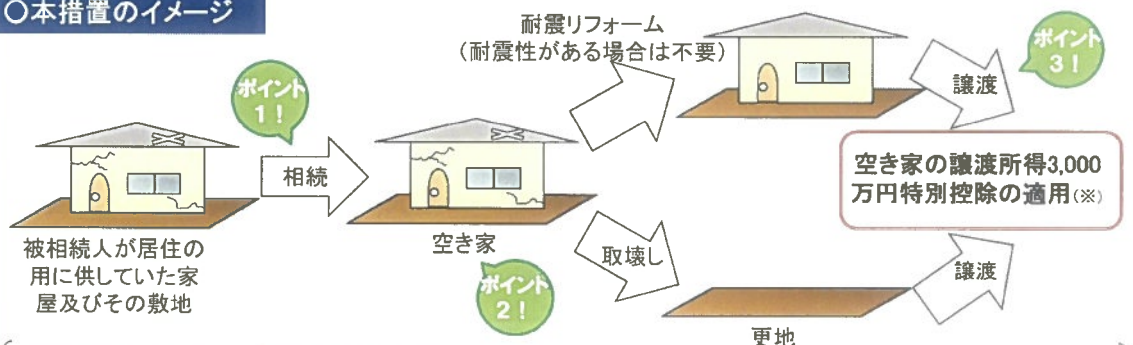 ○本措置のイメージ
耐震リフォーム
(耐震性がある場合は不要)
ポイント
1!
ポイント
3!
譲渡
相続
空き家の譲渡所得3,000
万円特別控除の適用(※)
被相続人が居住の
用に供していた家
屋及びその敷地
空き家
取壊し
ポイント
2!
譲渡
更地